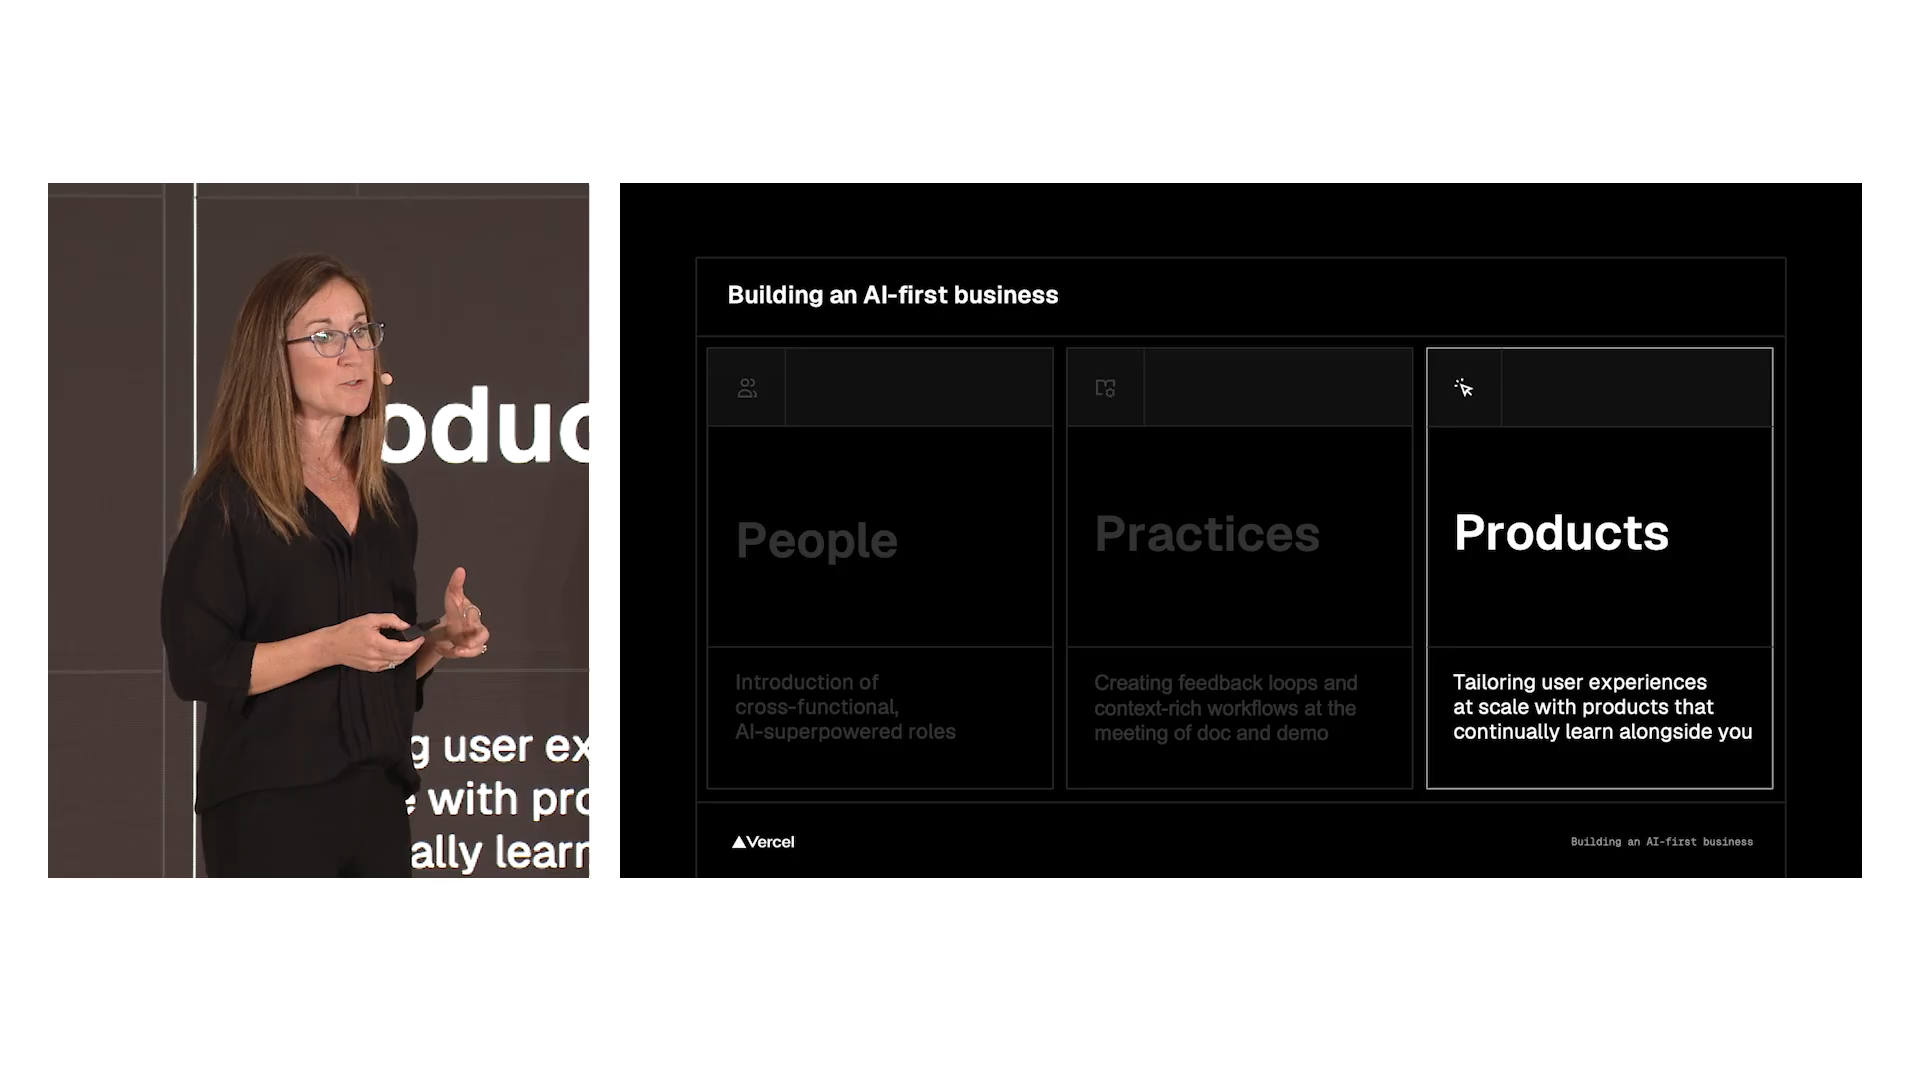 oduc
g user ex
e with pro
ally learn
Building an AI-first business
People
Introduction of
cross-functional,
AI-superpowered roles
Practices
Creating feedback loops and
context-rich workflows at the
meeting of doc and demo
Products
Tailoring user experiences
at scale with products that
continually learn alongside you
Vercel
Building an AI-first business